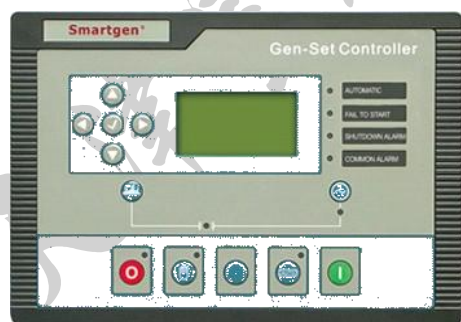 Smartgen
Gen-Set Controller
AUTOMATIC
FAIL TO START
SHUTDOWN ALARM
COMMON ALARM